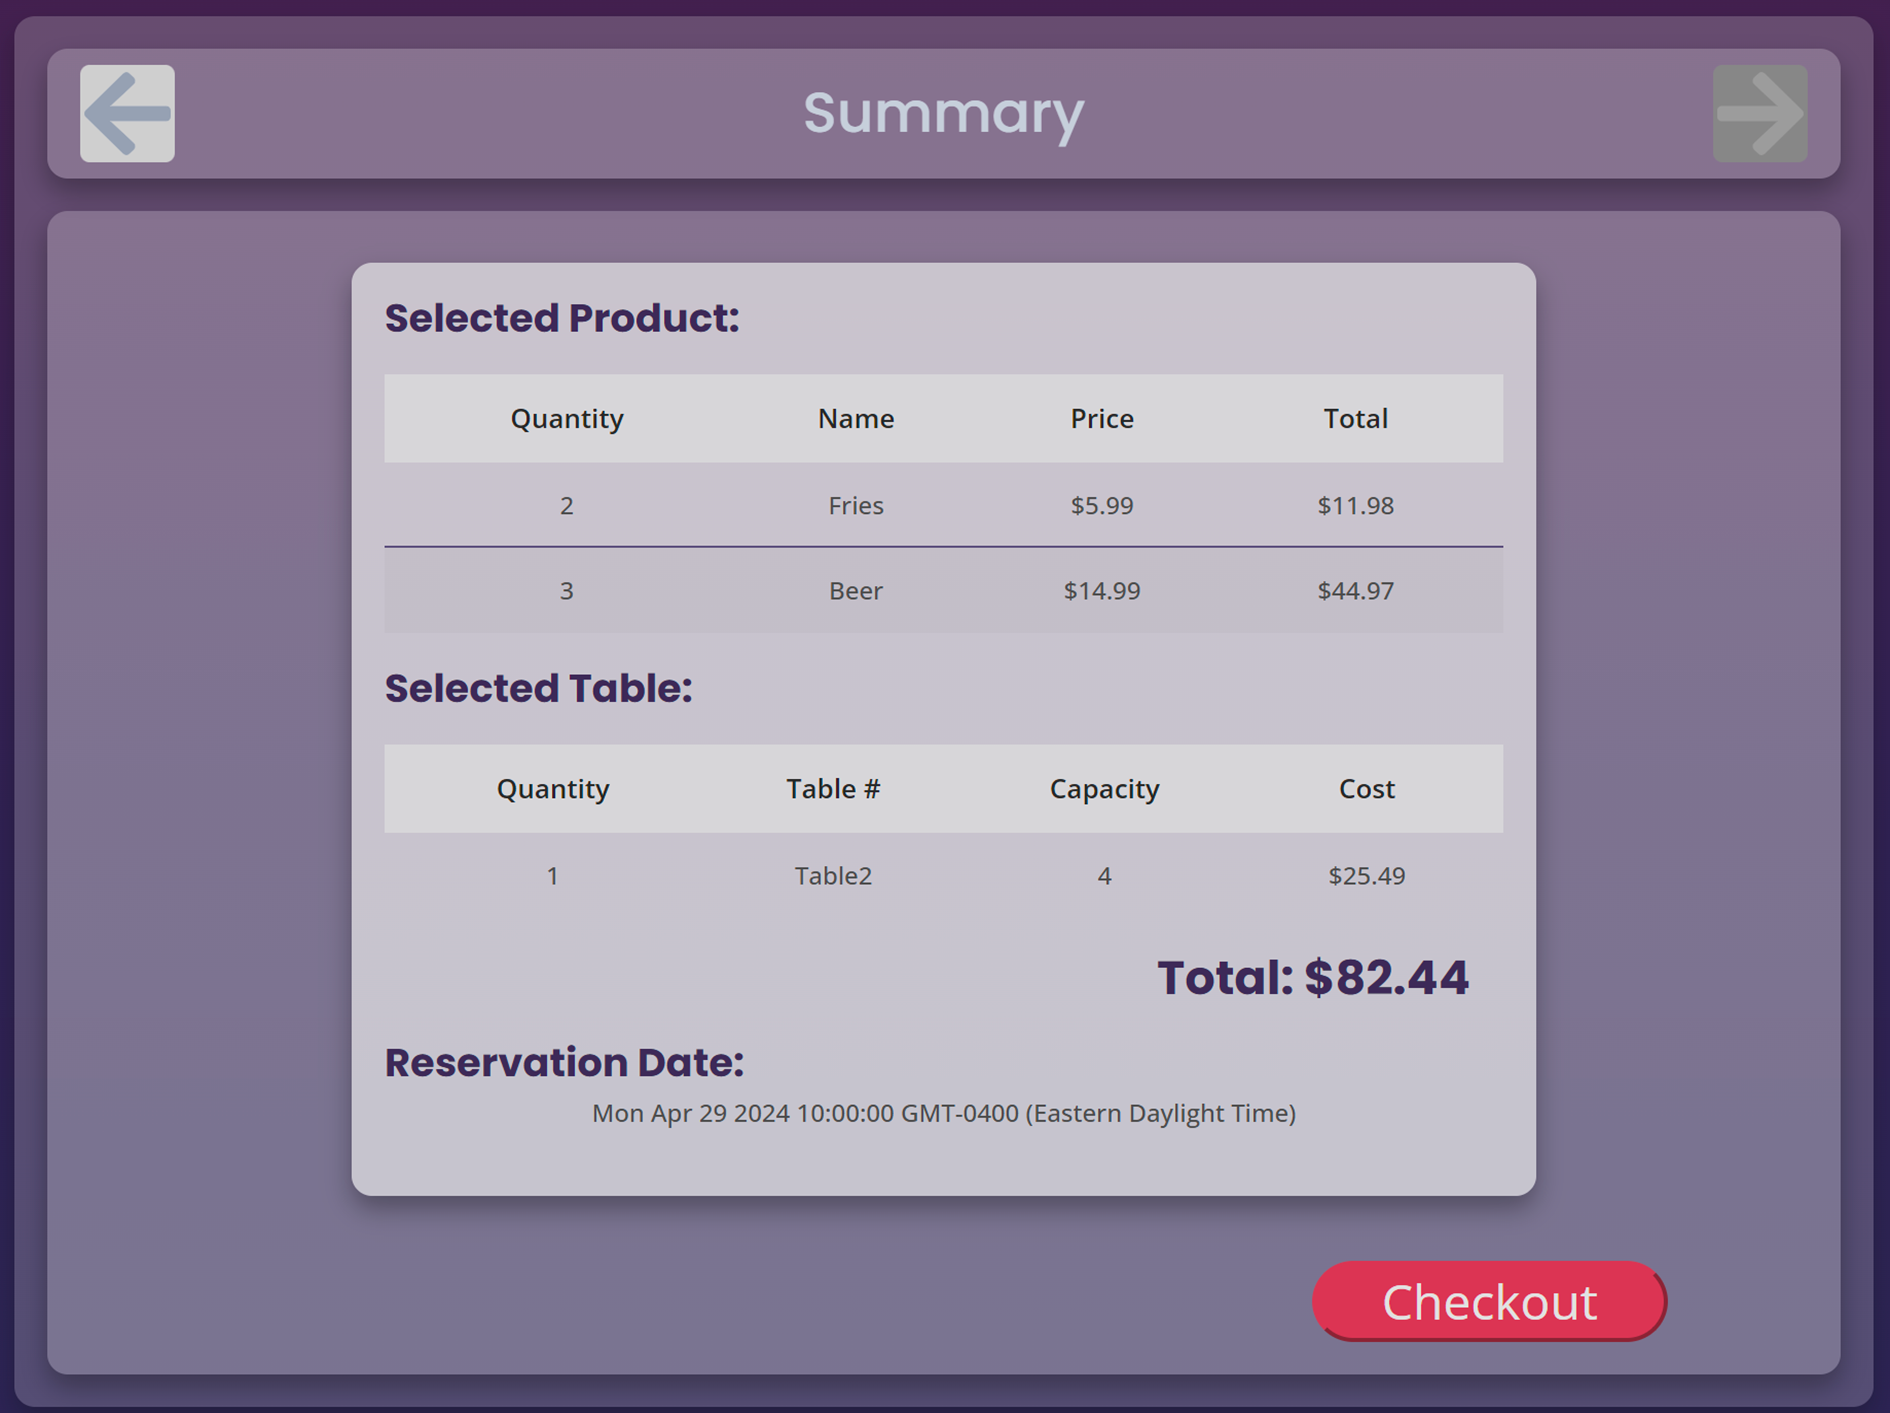 Summary
Selected Product:
Quantity Name Price Total
2 Fries $5.99 $11.98
3 Beer $14.99 $44.97
Selected Table:
Quantity Table # Capacity Cost
1 Table2 4 $25.49
Total: $82.44
Reservation Date:
Mon Apr 29 2024 10:00:00 GMT-0400 (Eastern Daylight Time)
Checkout